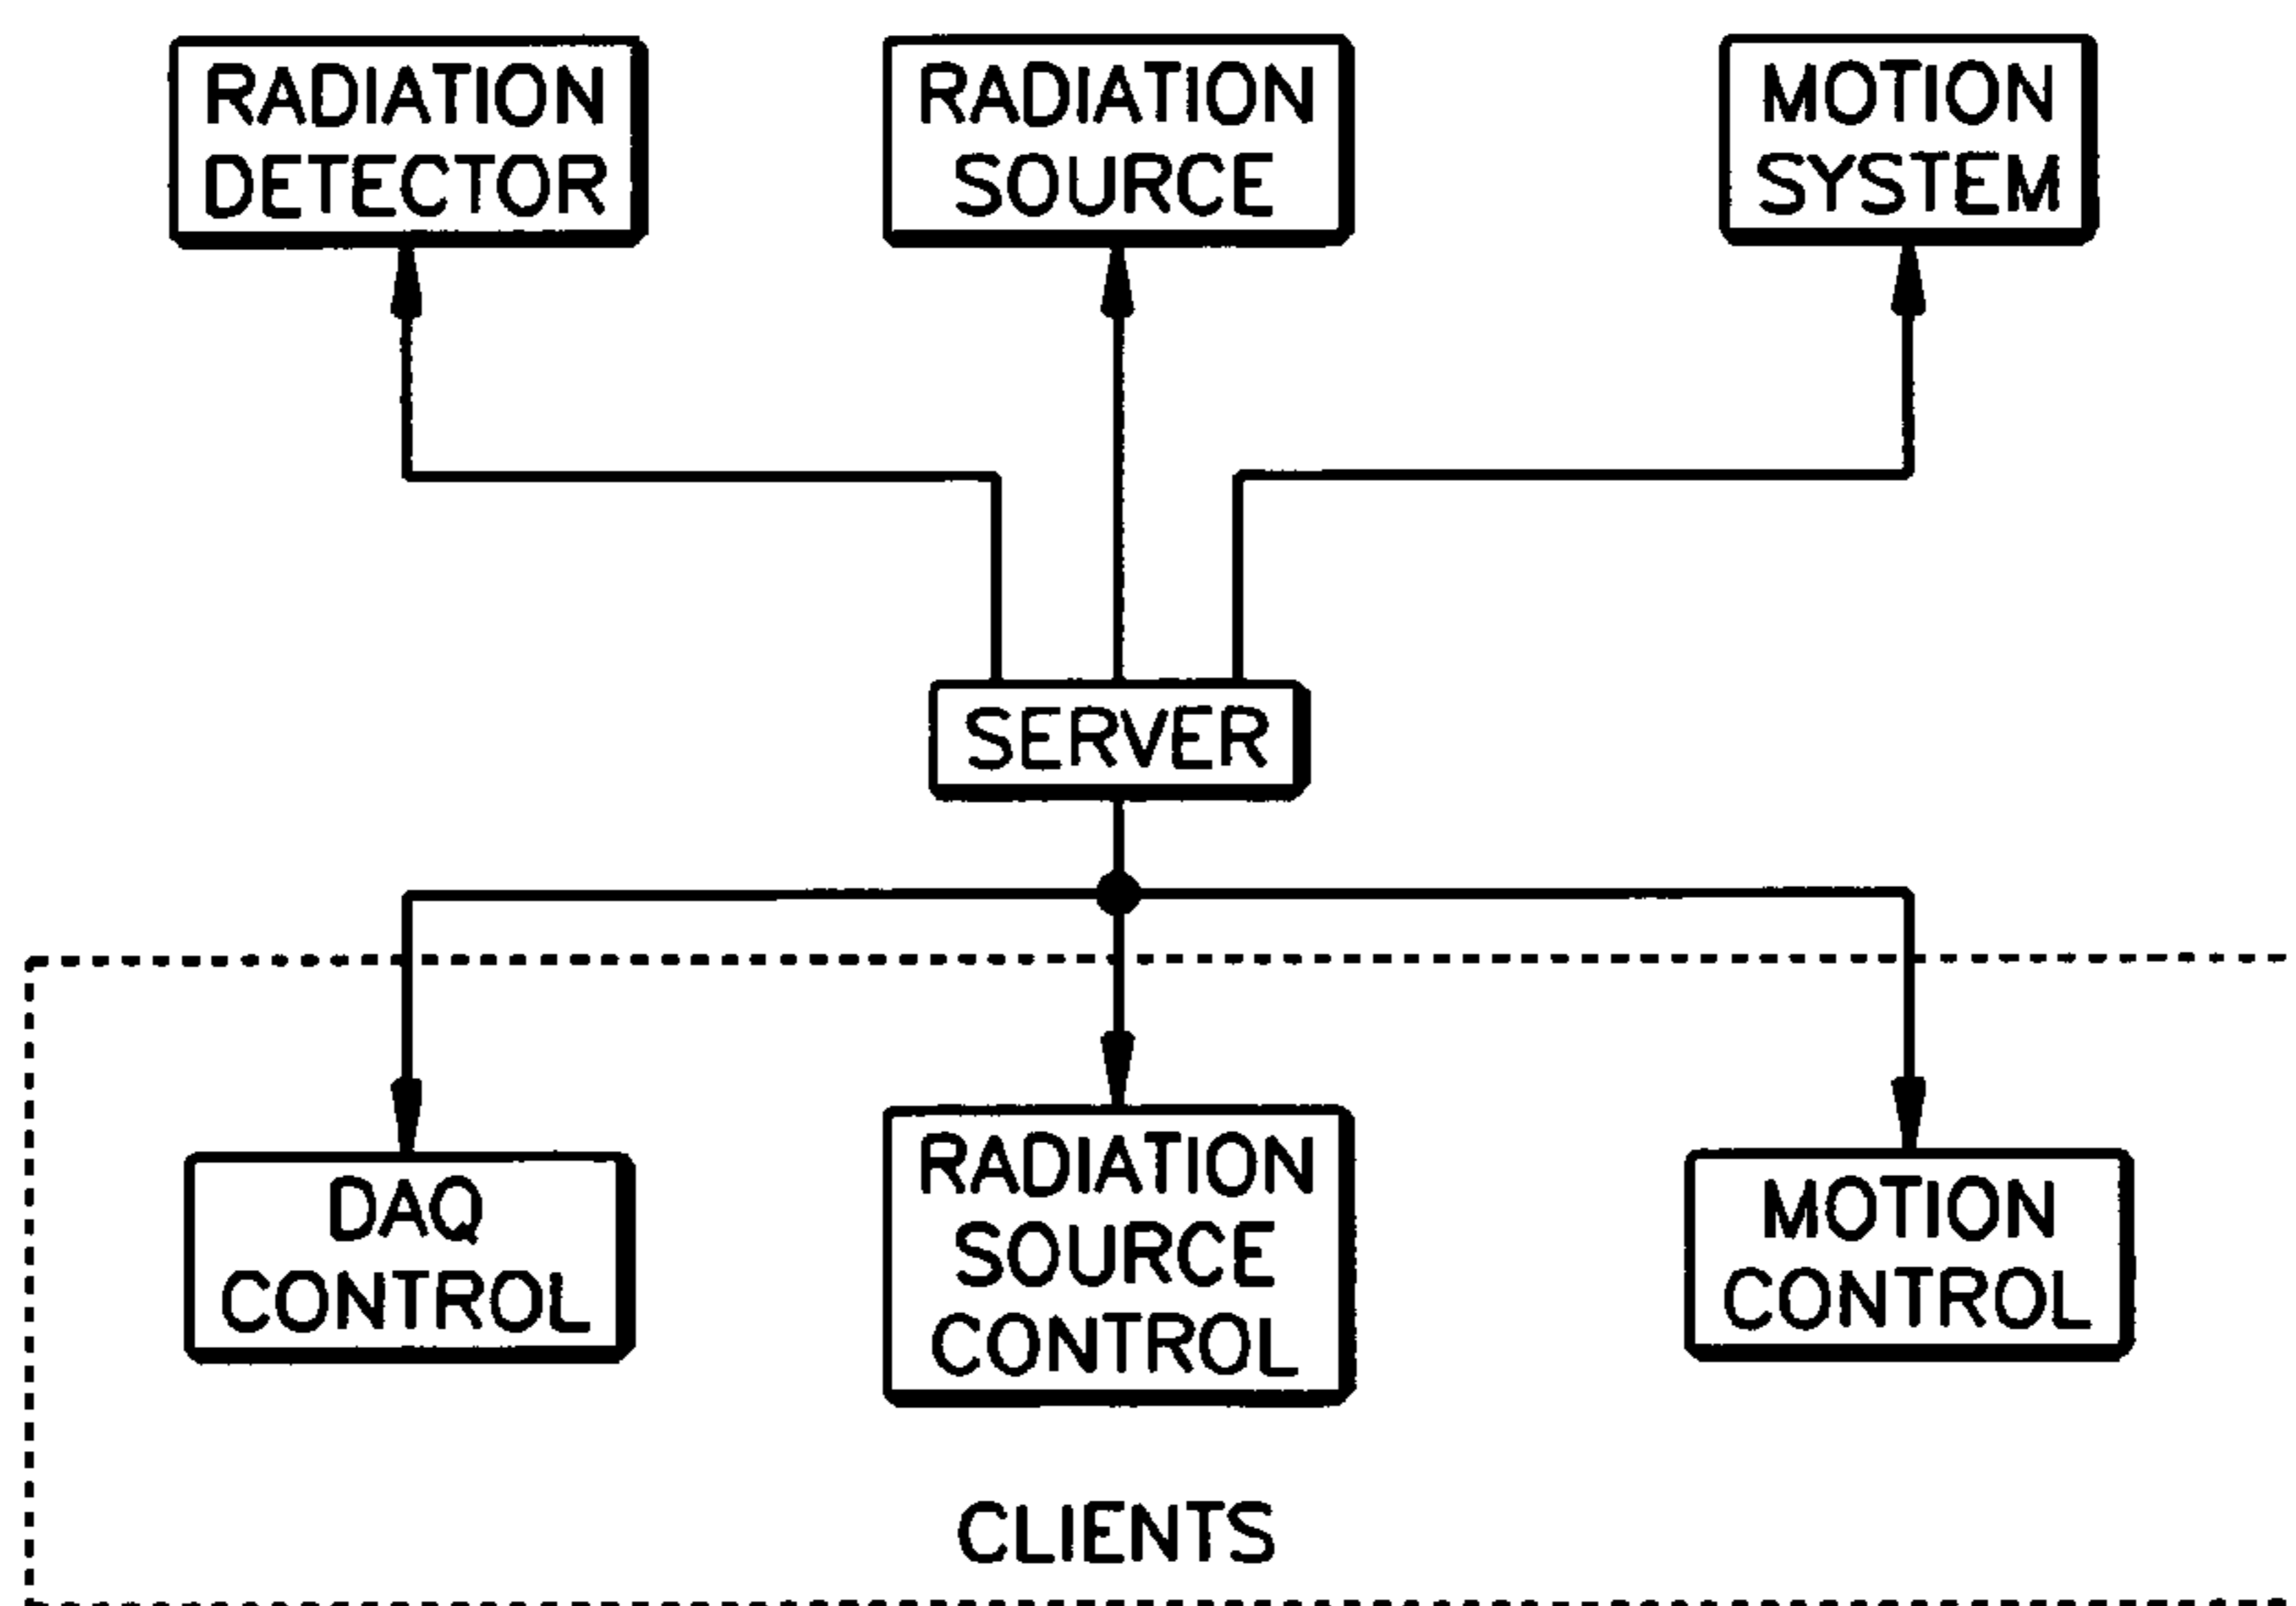 RADIATION
DETECTOR
RADIATION
SOURCE
MOTION
SYSTEM
SERVER
DAQ
CONTROL
RADIATION
SOURCE
CONTROL
MOTION
CONTROL
CLIENTS